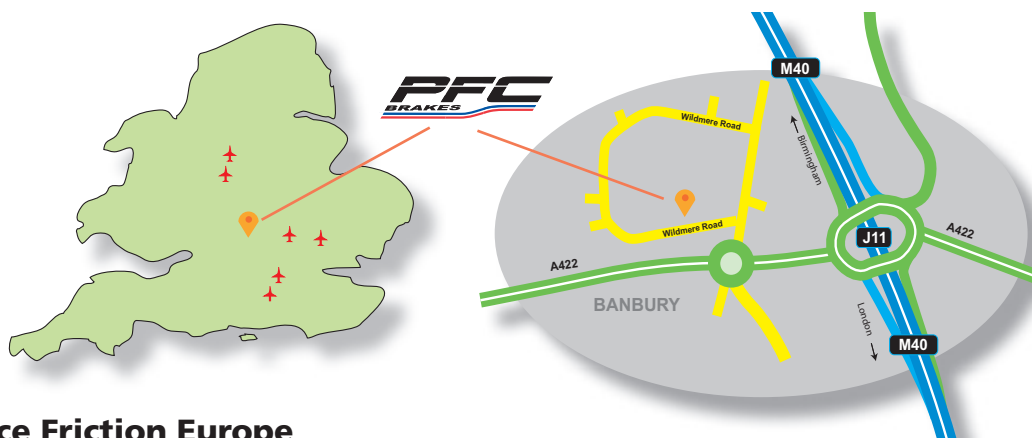 PFC
BRAKES
M40
Wildmere Road
Birmingham
Wildmere Road
J11
A422
A422
BANBURY
London
M40
ce Friction Europe